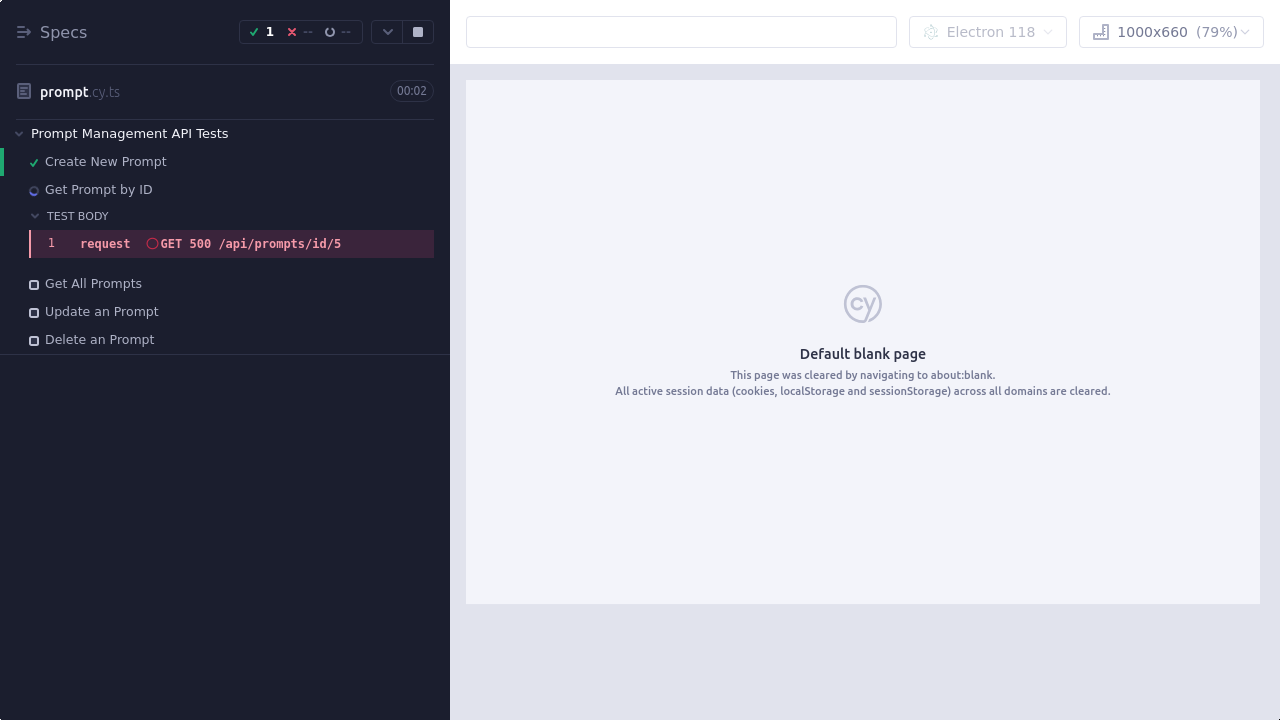 Specs
1
--
--
prompt.cy.ts
00:02
Prompt Management API Tests
Create New Prompt
Get Prompt by ID
TEST BODY
1 request GET 500 /api/prompts/id/5
Get All Prompts
Update an Prompt
Delete an Prompt
Electron 118
1000x660 (79%)
cy
Default blank page
This page was cleared by navigating to about:blank.
All active session data (cookies, localStorage and sessionStorage) across all domains are cleared.